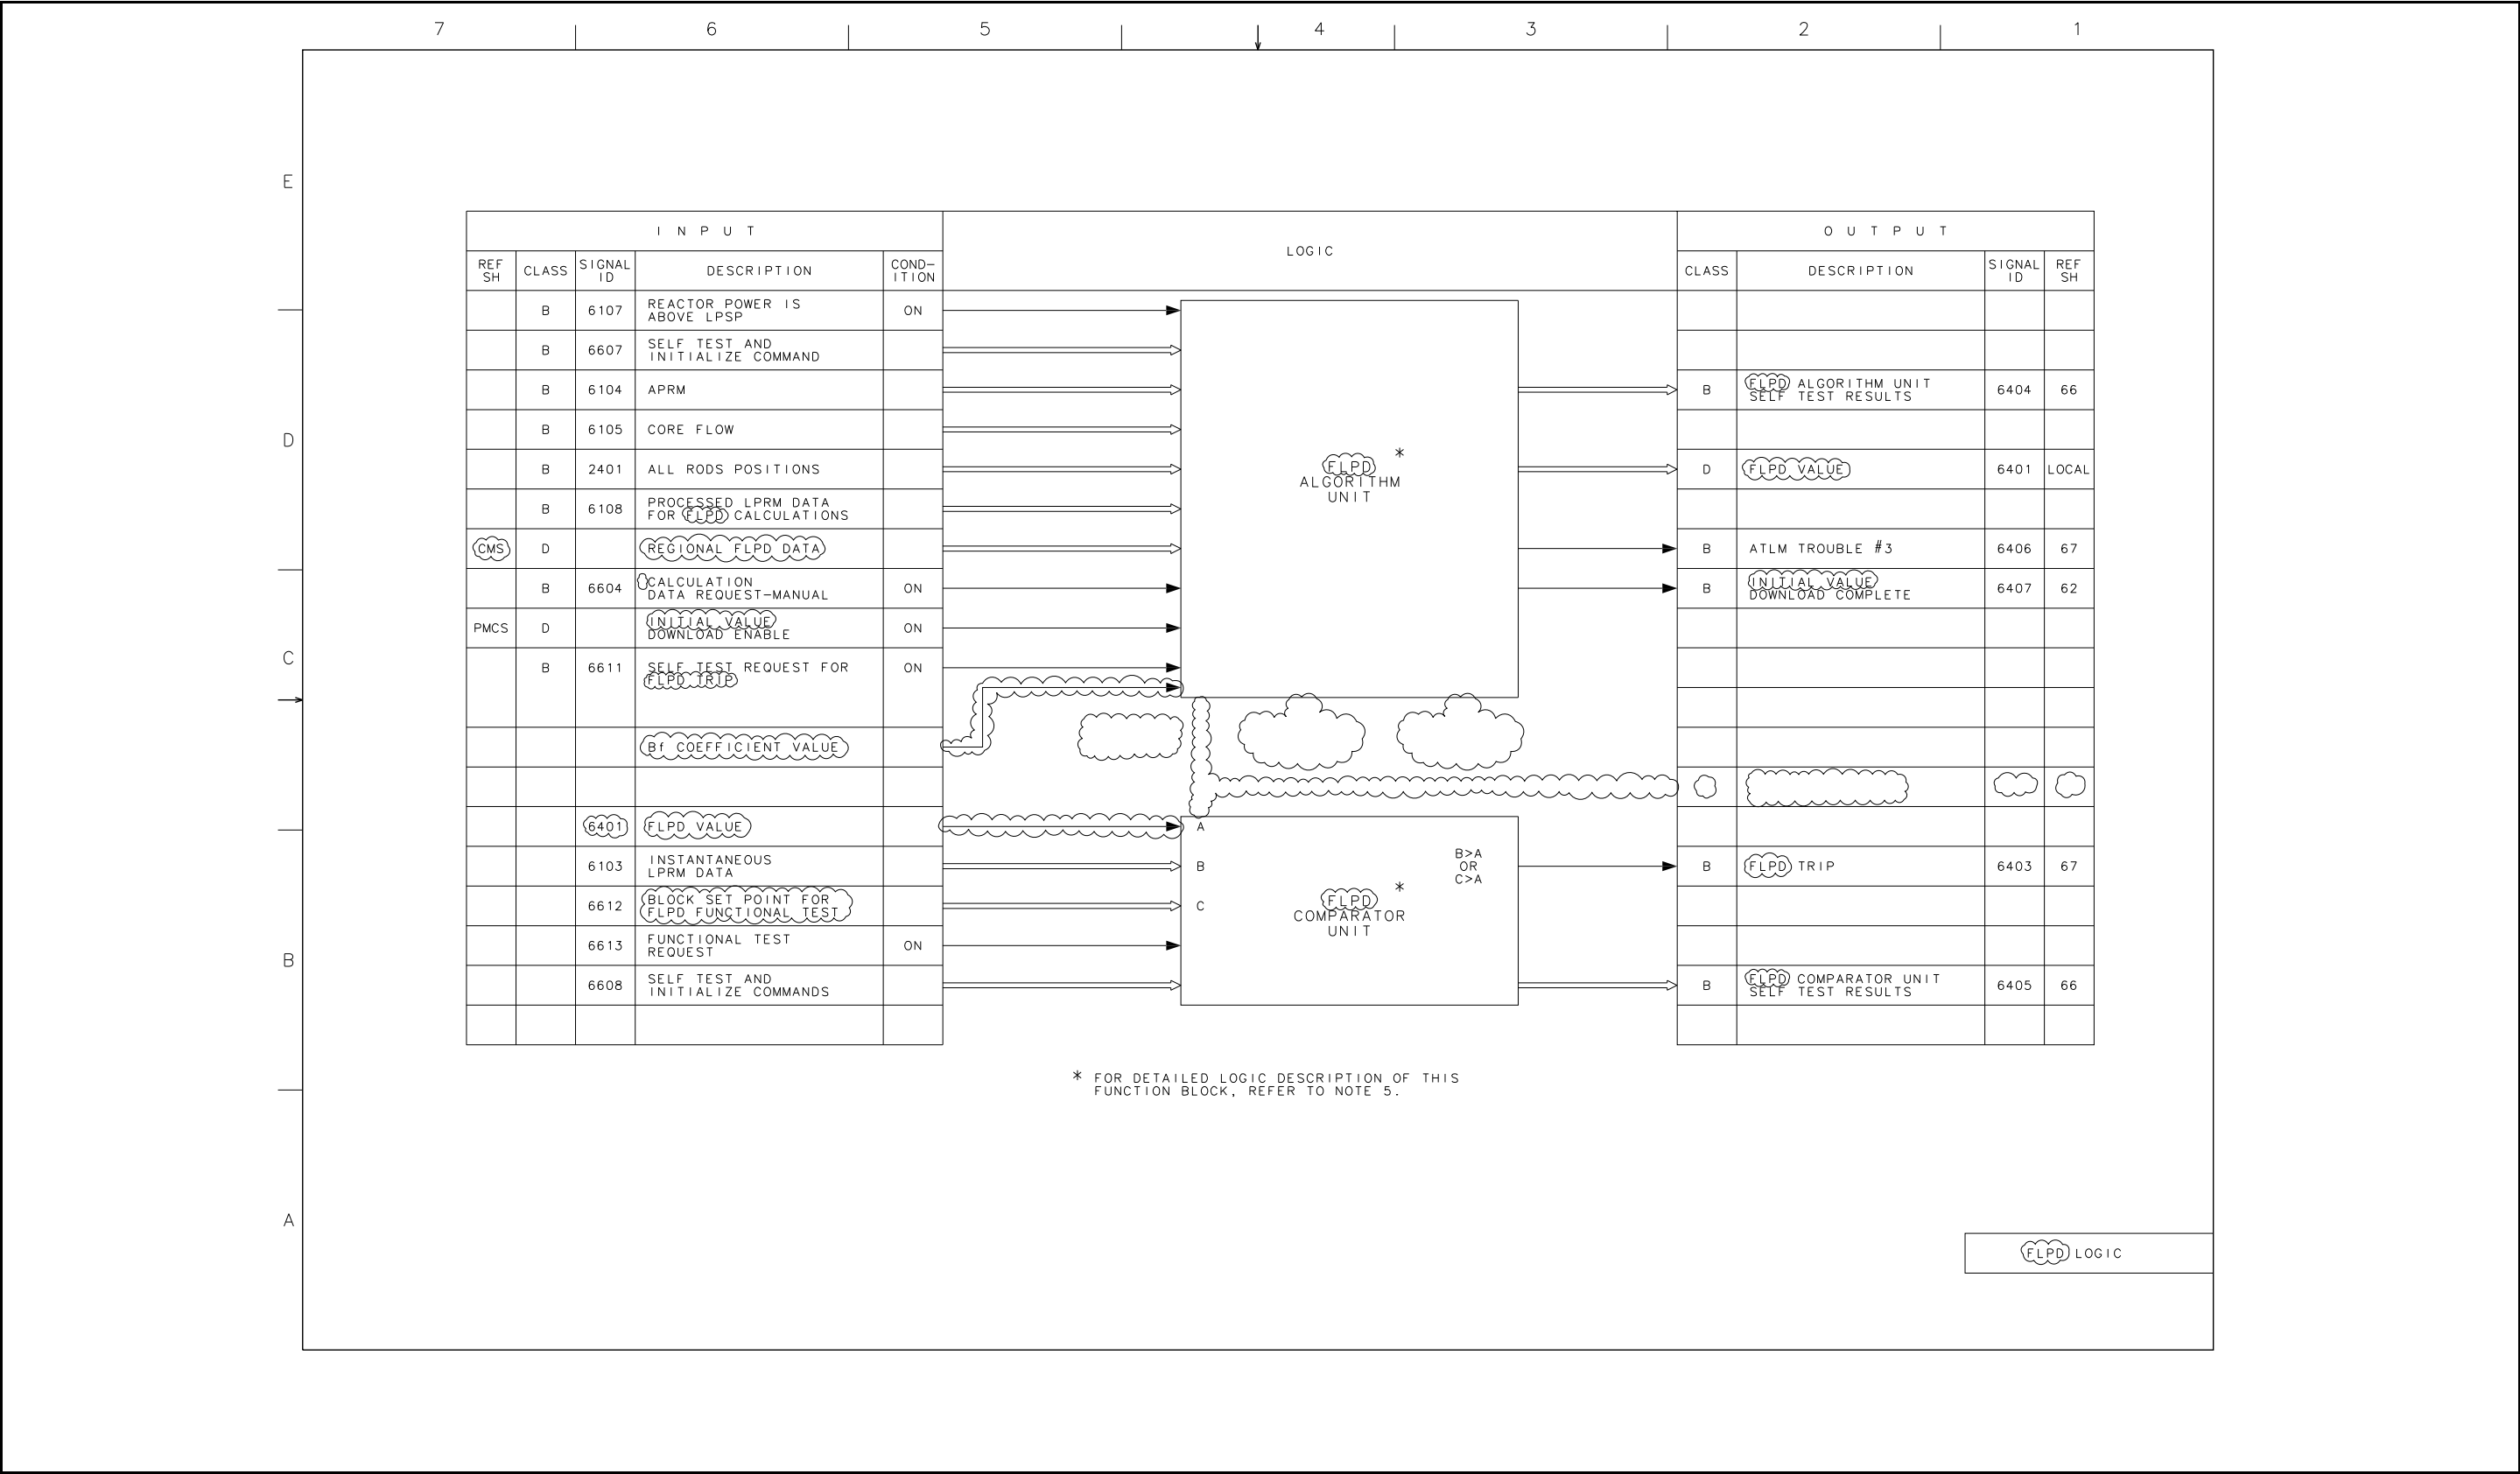 7 6 5 4 3 2 1
E
D
C
B
A
INPUT
LOGIC
OUTPUT
REF SH
CLASS
SIGNAL ID
DESCRIPTION
COND-ITION
CLASS
DESCRIPTION
SIGNAL ID
REF SH
B 6107 REACTOR POWER IS ON
ABOVE LPSP
B 6607 SELF TEST AND
INITIALIZE COMMAND
B 6104 APRM
B 6105 CORE FLOW
B 2401 ALL RODS POSITIONS
B 6108 PROCESSED LPRM DATA
FOR FLPD CALCULATIONS
CMS D REGIONAL FLPD DATA
B 6604 CALCULATION ON
DATA REQUEST-MANUAL
PMCS D INITIAL VALUE ON
DOWNLOAD ENABLE
B 6611 SELF TEST REQUEST FOR ON
FLPD TRIP
Bf COEFFICIENT VALUE
6401 FLPD VALUE
6103 INSTANTANEOUS
LPRM DATA
6612 BLOCK SET POINT FOR
FLPD FUNCTIONAL TEST
6613 FUNCTIONAL TEST ON
REQUEST
6608 SELF TEST AND
INITIALIZE COMMANDS
FLPD *
ALGORITHM
UNIT
A
B
C
B>A
OR
C>A
FLPD *
COMPARATOR
UNIT
B FLPD ALGORITHM UNIT 6404 66
SELF TEST RESULTS
D FLPD VALUE 6401 LOCAL
B ATLM TROUBLE #3 6406 67
B INITIAL VALUE 6407 62
DOWNLOAD COMPLETE
B FLPD TRIP 6403 67
B FLPD COMPARATOR UNIT 6405 66
SELF TEST RESULTS
* FOR DETAILED LOGIC DESCRIPTION OF THIS
FUNCTION BLOCK, REFER TO NOTE 5.
FLPD LOGIC